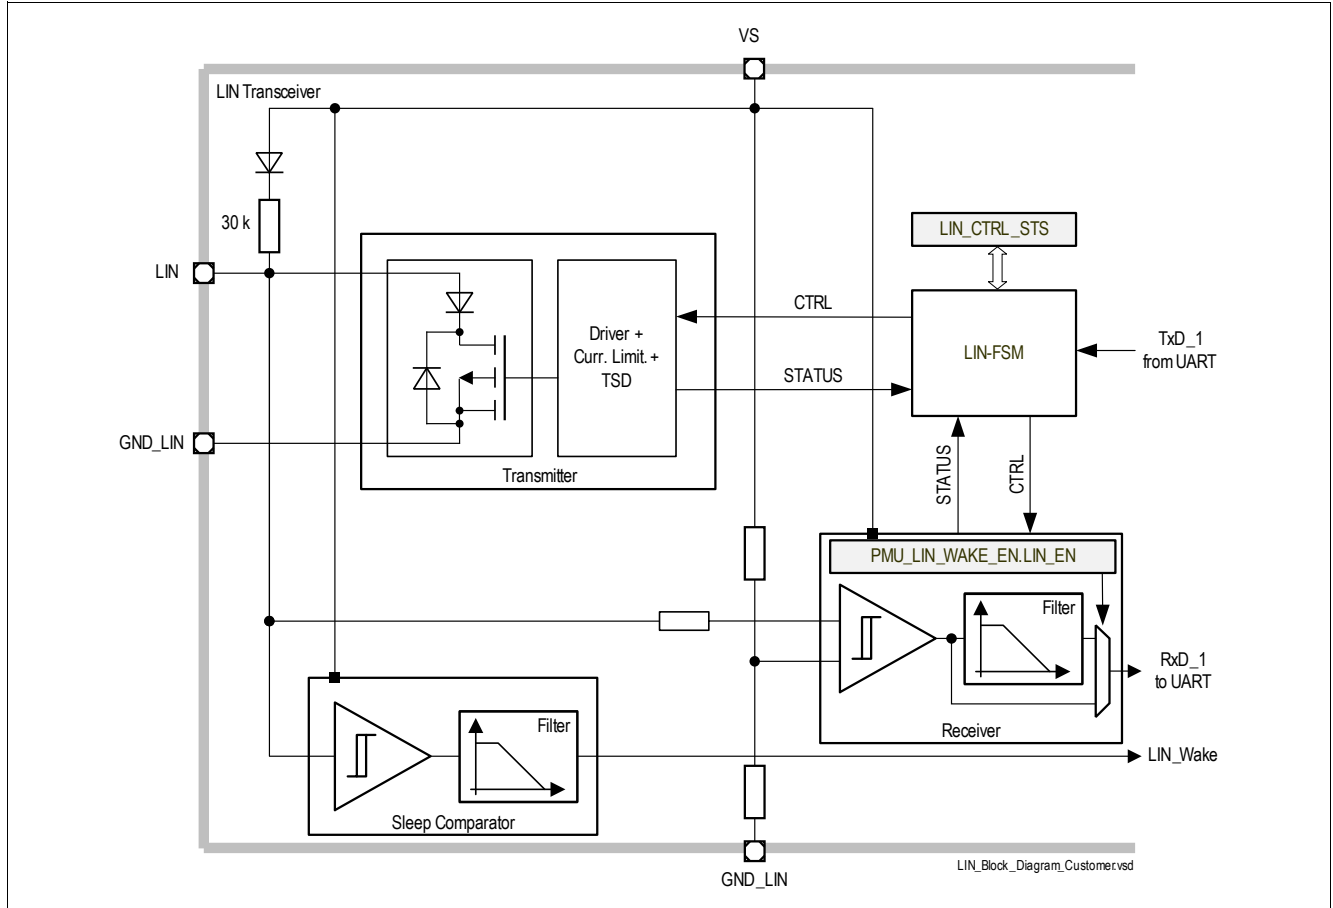 VS
LIN Transceiver
30 k
LIN_CTRL_STS
LIN
CTRL
Driver +
Curr. Limit. +
TSD
LIN-FSM
TxD_1
from UART
STATUS
GND_LIN
Transmitter
STATUS
CTRL
PMU_LIN_WAKE_EN.LIN_EN
Filter
RxD_1
to UART
Receiver
Filter
LIN_Wake
Sleep Comparator
LIN_Block_Diagram_Customer.vsd
GND_LIN